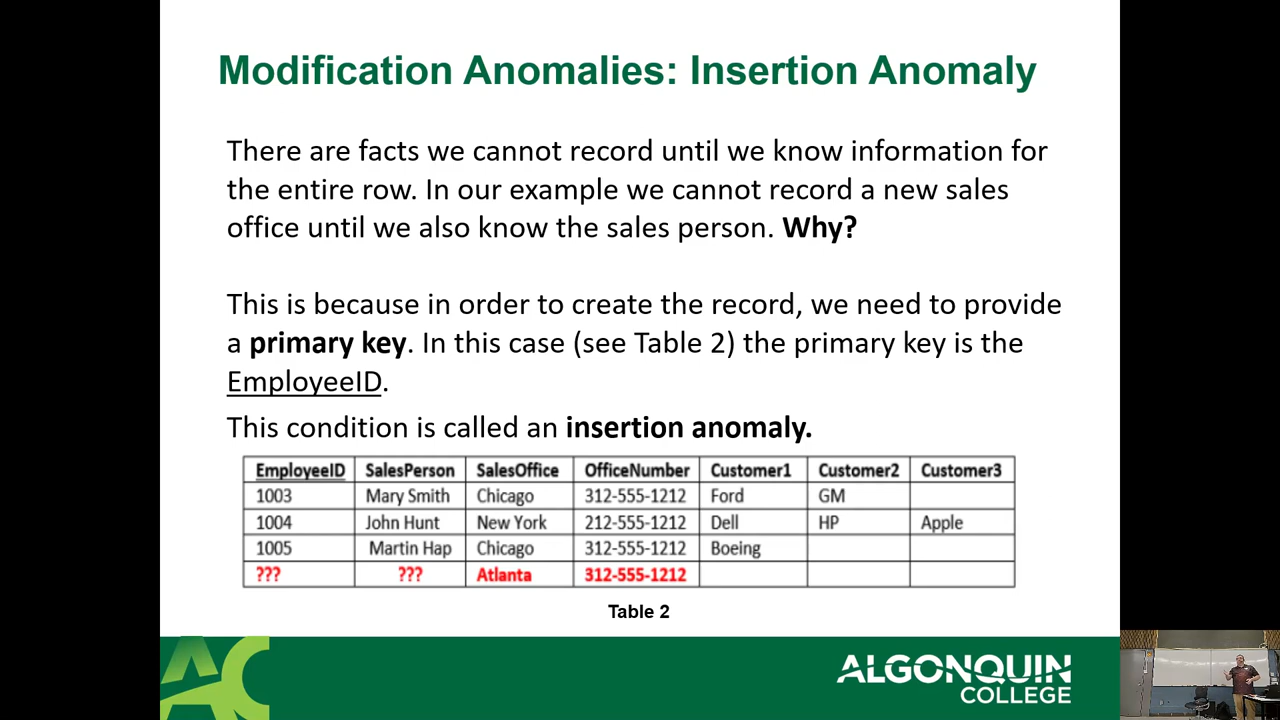 Modification Anomalies: Insertion Anomaly
There are facts we cannot record until we know information for
the entire row. In our example we cannot record a new sales
office until we also know the sales person. Why?
This is because in order to create the record, we need to provide
a primary key. In this case (see Table 2) the primary key is the
EmployeeID.
This condition is called an insertion anomaly.
EmployeeID SalesPerson SalesOffice OfficeNumber Customer1 Customer2 Customer3
1003 Mary Smith Chicago 312-555-1212 Ford GM
1004 John Hunt New York 212-555-1212 Dell HP Apple
1005 Martin Hap Chicago 312-555-1212 Boeing
??? ??? Atlanta 312-555-1212
Table 2
AC
ALGONQUIN
COLLEGE